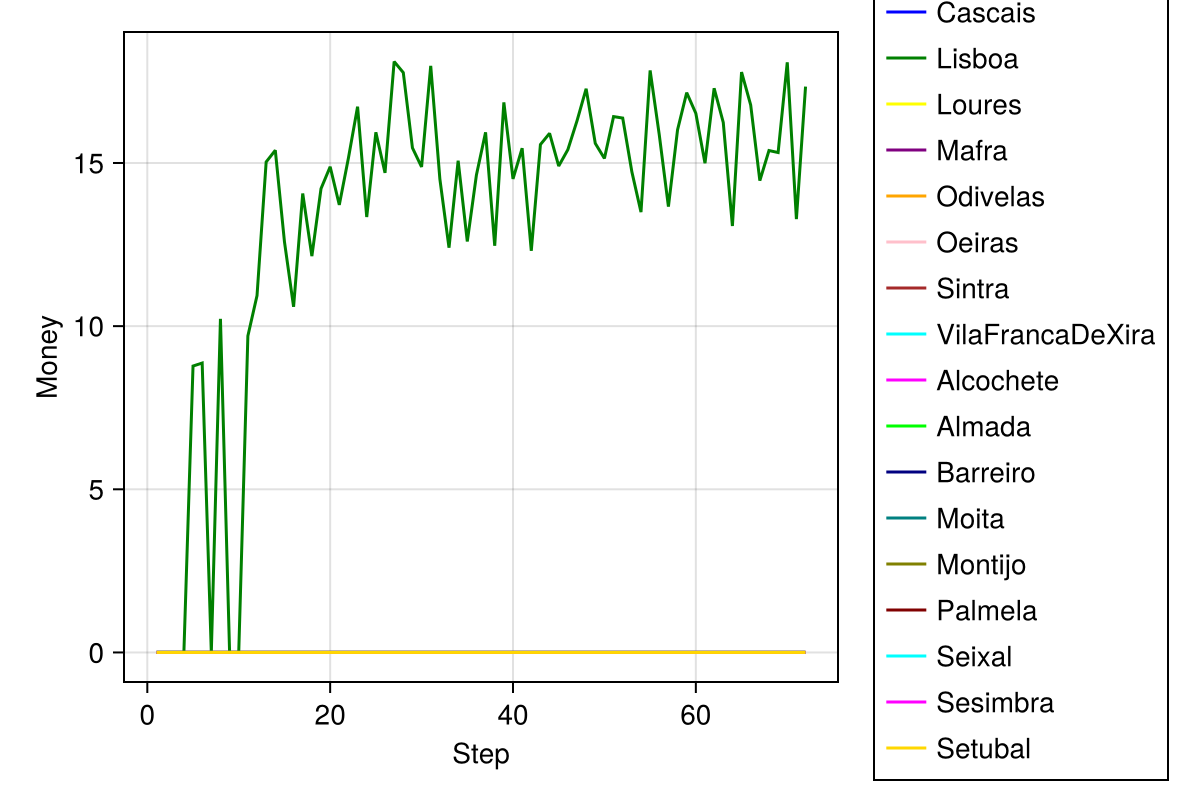 Money
15
10
5
0
0
20
40
60
Step
Cascais
Lisboa
Loures
Mafra
Odivelas
Oeiras
Sintra
VilaFrancaDeXira
Alcochete
Almada
Barreiro
Moita
Montijo
Palmela
Seixal
Sesimbra
Setubal